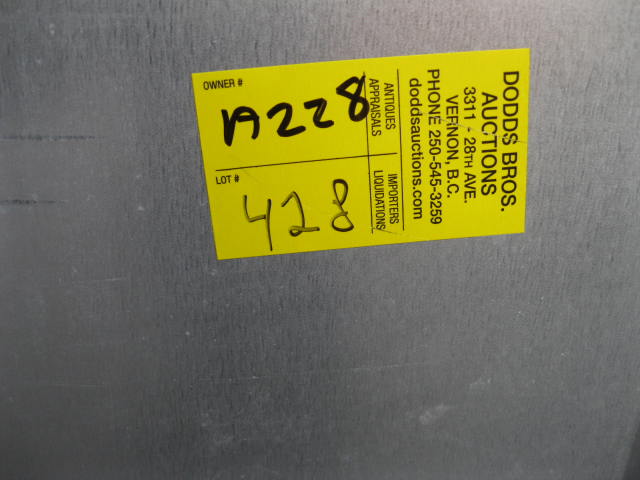 DODDS BROS.
AUCTIONS
3311 - 28TH AVE.
VERNON, B.C.
PHONE 250-545-3259
doddsauctions.com
ANTIQUES
APPRAISALS
IMPORTERS
LIQUIDATIONS
OWNER #
A228
LOT #
428